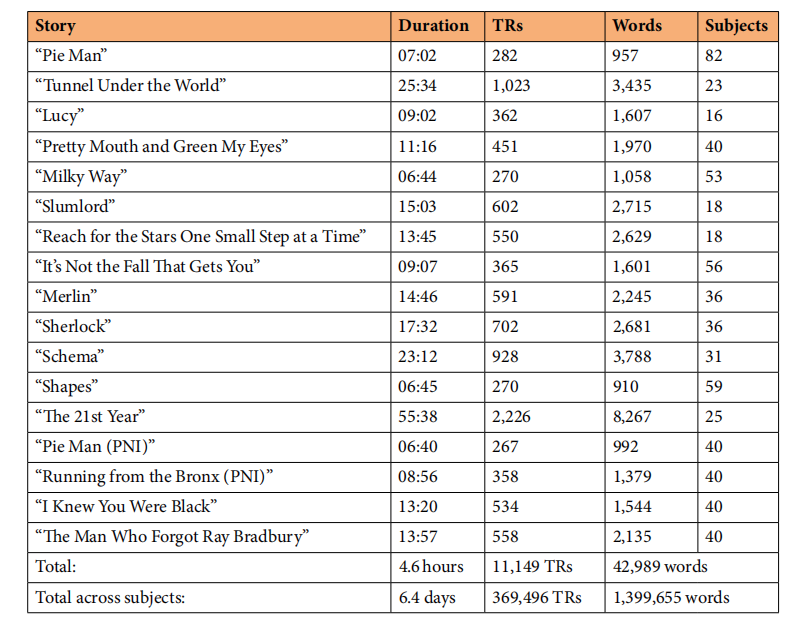 Story Duration TRs Words Subjects
“Pie Man” 07:02 282 957 82
“Tunnel Under the World” 25:34 1,023 3,435 23
“Lucy” 09:02 362 1,607 16
“Pretty Mouth and Green My Eyes” 11:16 451 1,970 40
“Milky Way” 06:44 270 1,058 53
“Slumlord” 15:03 602 2,715 18
“Reach for the Stars One Small Step at a Time” 13:45 550 2,629 18
“It’s Not the Fall That Gets You” 09:07 365 1,601 56
“Merlin” 14:46 591 2,245 36
“Sherlock” 17:32 702 2,681 36
“Schema” 23:12 928 3,788 31
“Shapes” 06:45 270 910 59
“The 21st Year” 55:38 2,226 8,267 25
“Pie Man (PNI)” 06:40 267 992 40
“Running from the Bronx (PNI)” 08:56 358 1,379 40
“I Knew You Were Black” 13:20 534 1,544 40
“The Man Who Forgot Ray Bradbury” 13:57 558 2,135 40
Total: 4.6 hours 11,149 TRs 42,989 words
Total across subjects: 6.4 days 369,496 TRs 1,399,655 words